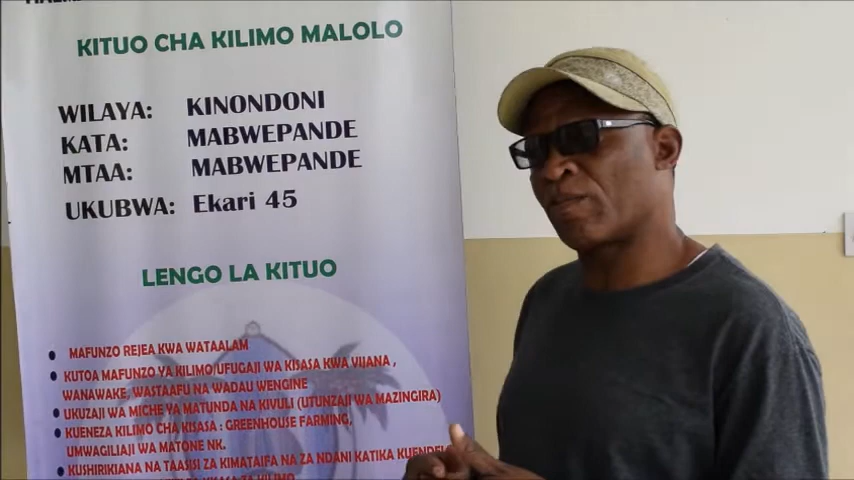 KITUO CHA KILIMO MALOLO
WILAYA: KINONDONI
KATA: MABWEPANDE
MTAA: MABWEPANDE
UKUBWA: Ekari 45
LENGO LA KITUO
MAFUNZO REJEA KWA WATAALAM
KUTOA MAFUNZO YA KILIMO/UFUGAJI WA KISASA KWA VIJANA,
WANAWAKE, WASTAAFU NA WADAU WENGINE
UKUZAJI WA MICHE YA MATUNDA NA KIVULI (UTUNZAJI WA MAZINGIRA)
KUENEZA KILIMO CHA KISASA: GREENHOUSE FARMING,
UMWAGILIAJI WA MATONE NK.
KUSHIRIKIANA NA TAASISI ZA KIMATAIFA NA ZA NDANI KATIKA